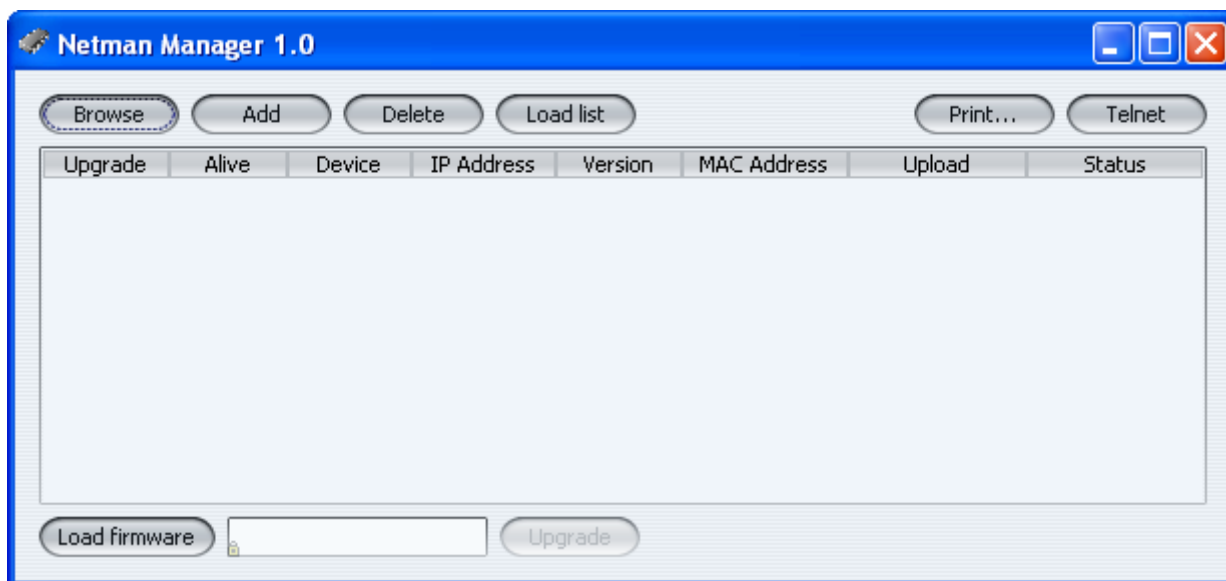 Netman Manager 1.0
Browse Add Delete Load list Print... Telnet
Upgrade Alive Device IP Address Version MAC Address Upload Status
Load firmware Upgrade